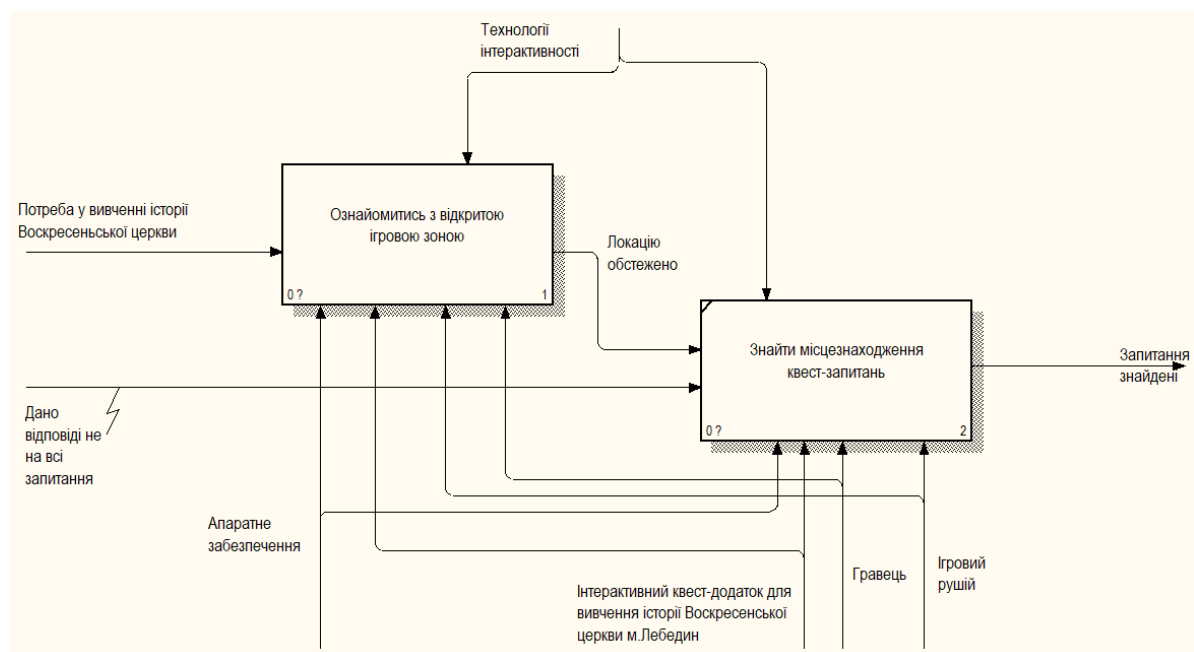 Технології
інтерактивності
Потреба у вивченні історії
Воскресеньської церкви
Ознайомитись з відкритою
ігровою зоною
0 ?
1
Локацію
обстежено
Знайти місцезнаходження
квест-запитань
0 ?
2
Запитання
знайдені
Дано
відповіді не
на всі
запитання
Апаратне
забезпечення
Інтерактивний квест-додаток для
вивчення історії Воскресенської
церкви м.Лебедин
Гравець
Ігровий
рушій